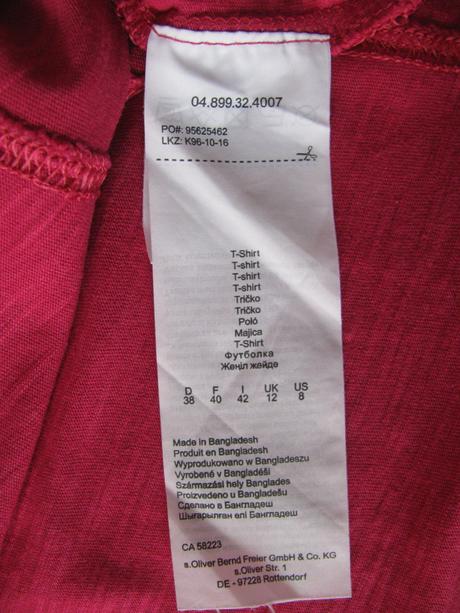 04.899.32.4007
PO#: 95625462
LKZ: K96-10-16
T-Shirt
T-shirt
T-shirt
T-shirt
Tričko
Tričko
Poló
Majica
T-Shirt
Футболка
Жеңіл жейде
D F I UK US
38 40 42 12 8
Made in Bangladesh
Produit en Bangladesh
Wyprodukowano w Bangladeszu
Vyrobené v Bangladéši
Származási hely Banglades
Proizvedeno u Bangladešu
Сделано в Бангладеш
Шығарылған елі Бангладеш
CA 58223
s.Oliver Bernd Freier GmbH & Co. KG
s.Oliver Str. 1
DE - 97228 Rottendorf